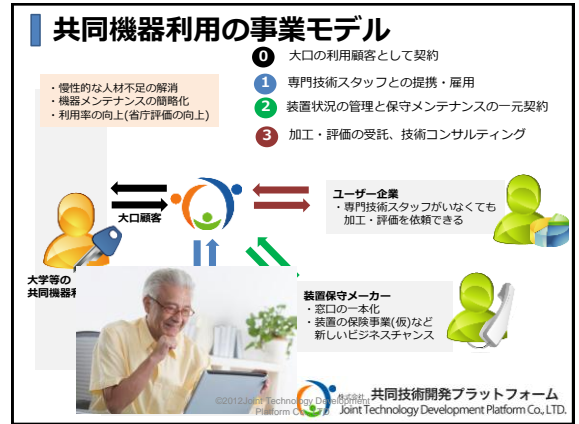 共同機器利用の事業モデル
0 大口の利用顧客として契約
1 専門技術スタッフとの提携・雇用
2 装置状況の管理と保守メンテナンスの一元契約
3 加工・評価の受託、技術コンサルティング
・慢性的な人材不足の解消
・機器メンテナンスの簡略化
・利用率の向上(省庁評価の向上)
大口顧客
ユーザー企業
・専門技術スタッフがいなくても
加工・評価を依頼できる
大学等の
共同機器利
装置保守メーカー
・窓口の一本化
・装置の保険事業(仮)など
新しいビジネスチャンス
©2012Joint Technology Development
Platform Co., LTD
株式会社 共同技術開発プラットフォーム
Joint Technology Development Platform Co., LTD.